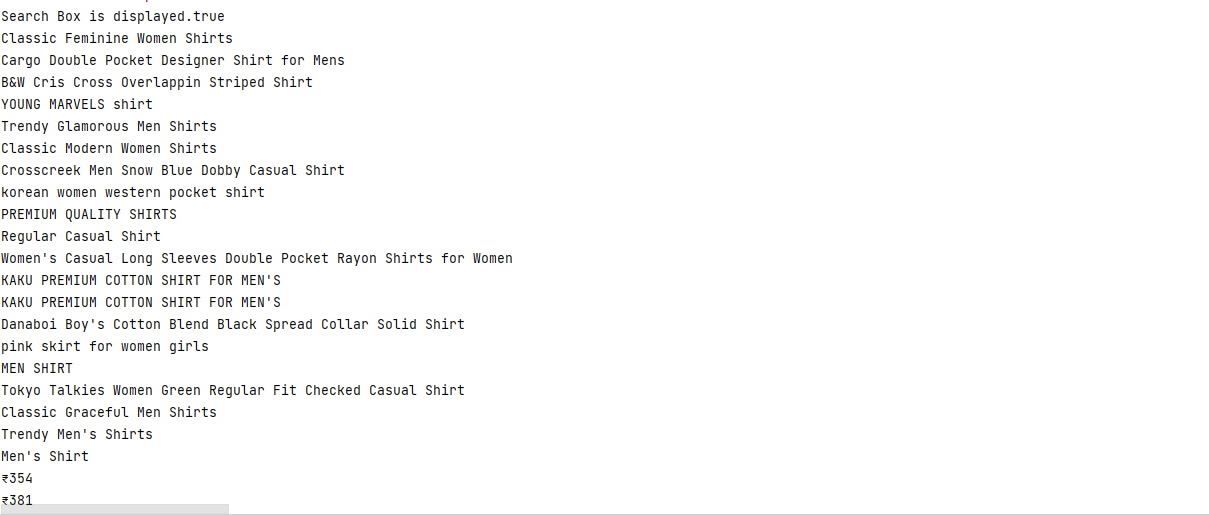 Search Box is displayed.true
Classic Feminine Women Shirts
Cargo Double Pocket Designer Shirt for Mens
B&W Cris Cross Overlappin Striped Shirt
YOUNG MARVELS shirt
Trendy Glamorous Men Shirts
Classic Modern Women Shirts
Crosscreek Men Snow Blue Dobby Casual Shirt
korean women western pocket shirt
PREMIUM QUALITY SHIRTS
Regular Casual Shirt
Women's Casual Long Sleeves Double Pocket Rayon Shirts for Women
KAKU PREMIUM COTTON SHIRT FOR MEN'S
KAKU PREMIUM COTTON SHIRT FOR MEN'S
Danaboi Boy's Cotton Blend Black Spread Collar Solid Shirt
pink skirt for women girls
MEN SHIRT
Tokyo Talkies Women Green Regular Fit Checked Casual Shirt
Classic Graceful Men Shirts
Trendy Men's Shirts
Men's Shirt
₹354
₹381